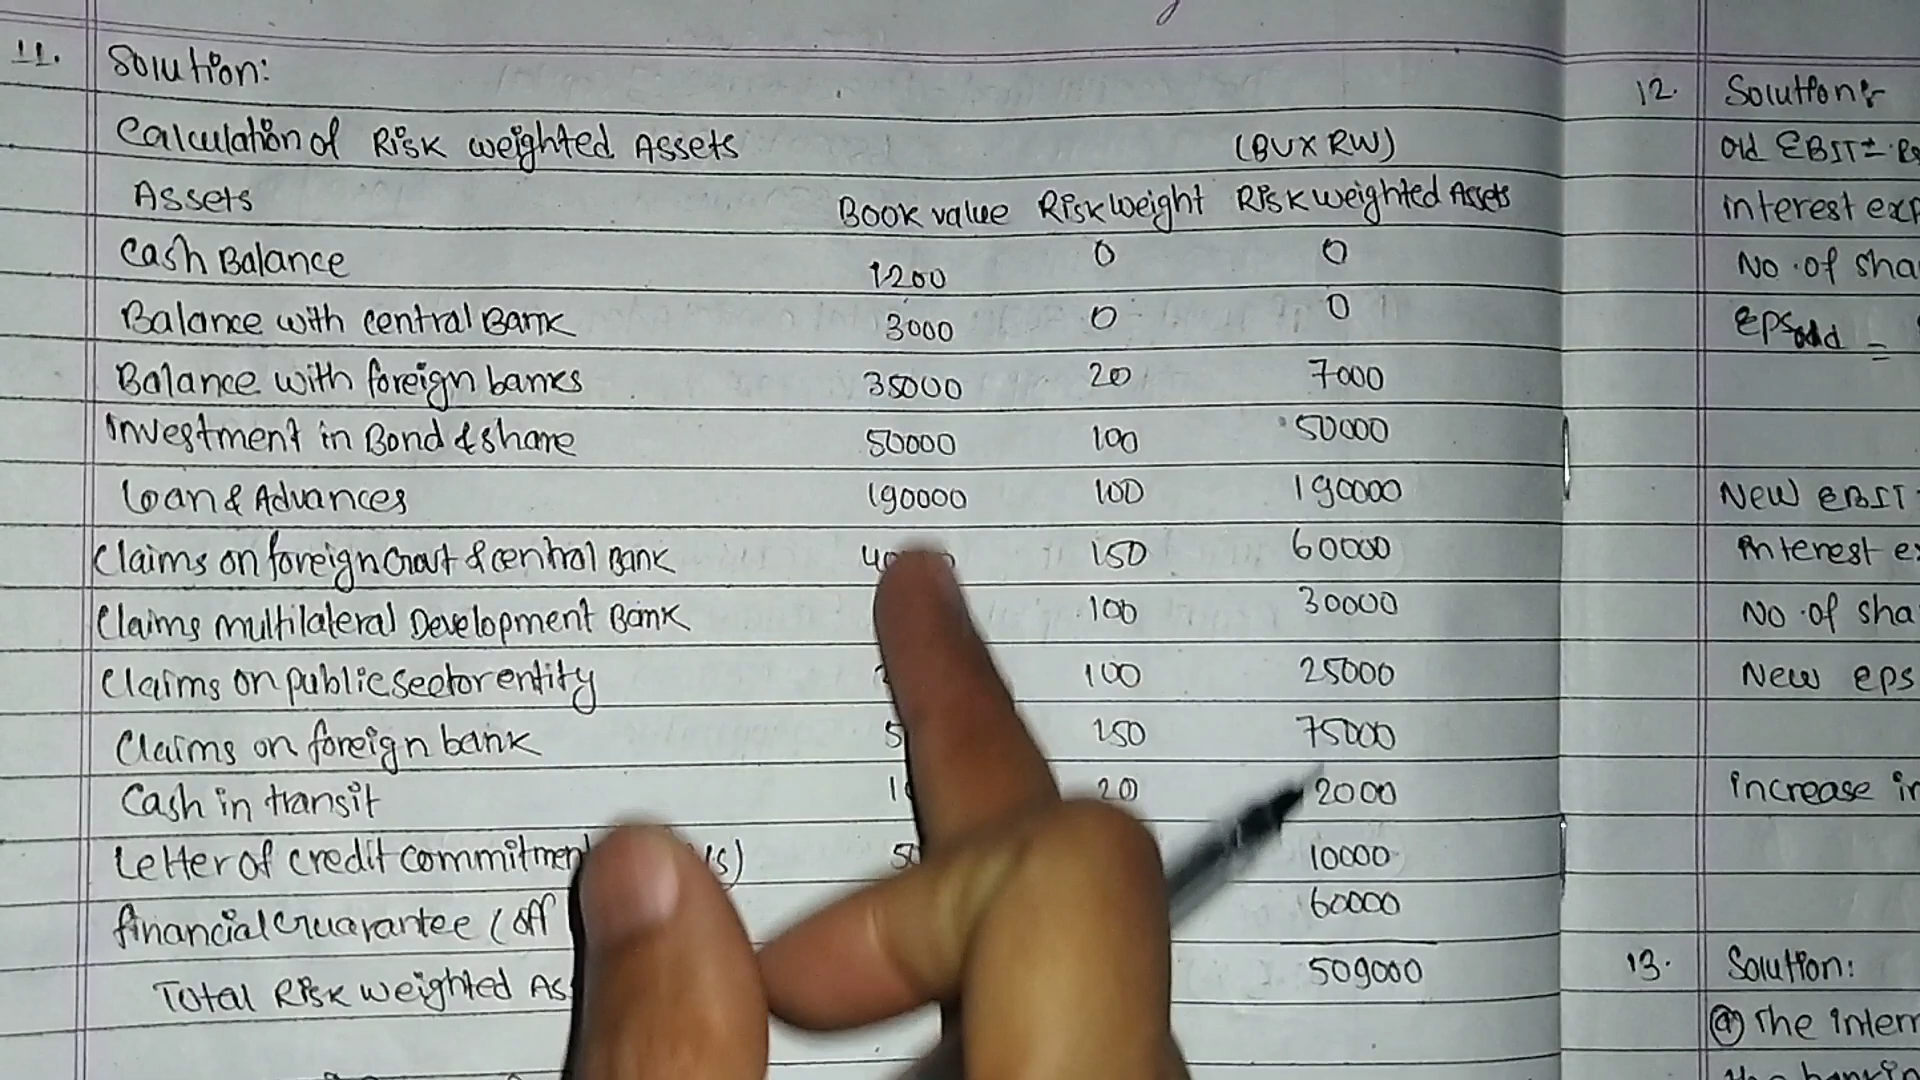 11. Solution:
Calculation of Risk weighted Assets (BV X RW)
Assets Book value Risk Weight Risk Weighted Assets
Cash Balance 1200 0 0
Balance with central Bank 3000 0 0
Balance with foreign banks 35000 20 7000
Investment in Bond & share 50000 100 50000
Loan & Advances 190000 100 190000
Claims on foreign Govt & central Bank 150 60000
Claims multilateral Development Bank 100 30000
Claims on public sector entity 100 25000
Claims on foreign bank 150 75000
Cash in transit 20 2000
Letter of credit 10000
financial Guarantee (off 60000
Total Risk weighted 509000
12. Solution:
Old EBIT =
interest
No. of
EPS old =
New EBIT
interest
No. of
New eps
increase
13. Solution:
(a) The